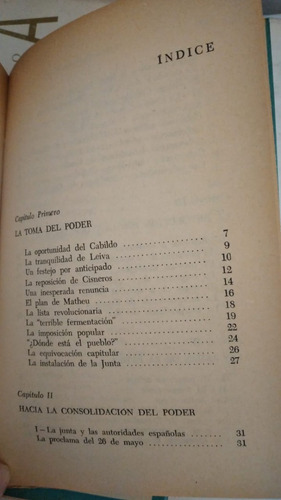 A
INDICE
Capítulo Primero
LA TOMA DEL PODER
La oportunidad del Cabildo .................. 7
La tranquilidad de Leiva .................. 9
Un festejo por anticipado .................. 10
La reposición de Cisneros .................. 12
Una inesperada renuncia .................. 14
El plan de Matheu .................. 16
La lista revolucionaria .................. 18
La "terrible fermentación" .................. 19
La imposición popular .................. 22
"¿Dónde está el pueblo?" .................. 24
La equivocación capitular .................. 26
La instalación de la Junta .................. 27
Capítulo II
HACIA LA CONSOLIDACIÓN DEL PODER
I—La junta y las autoridades españolas ........ 31
La proclama del 26 de mayo ........ 31